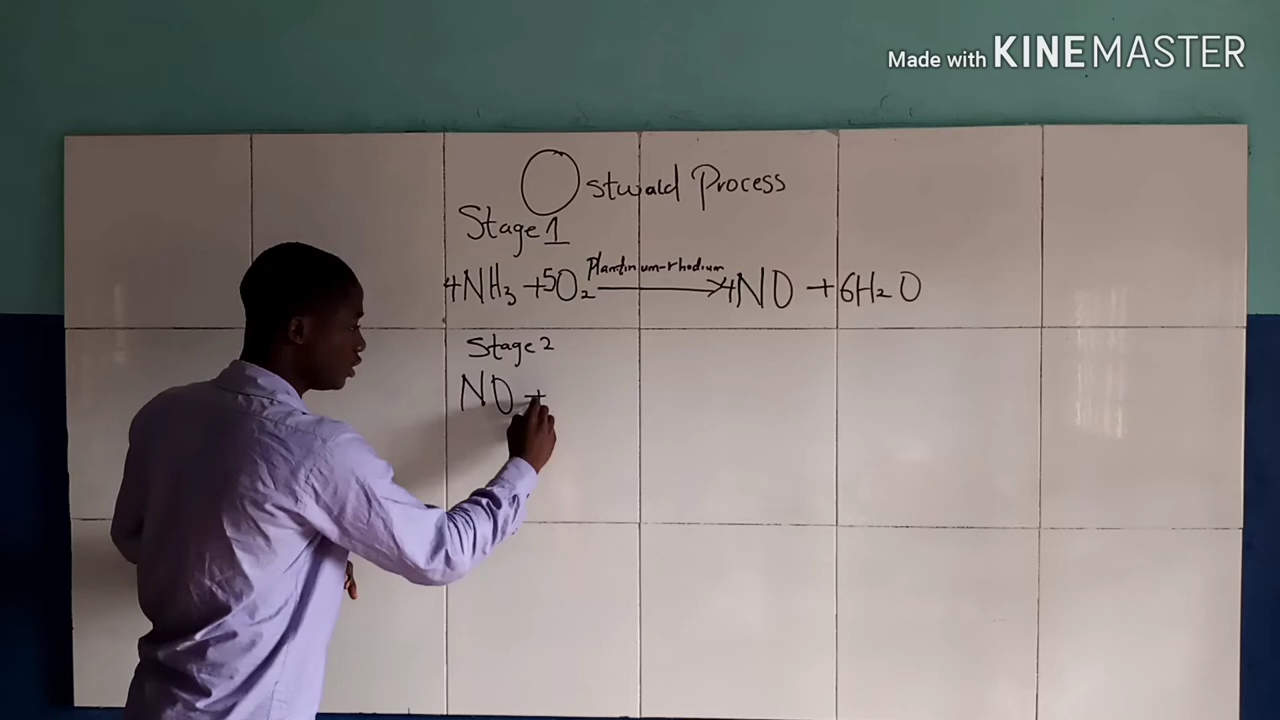 Made with KINEMASTER
Ostwald Process
Stage 1
4NH₃ + 5O₂ Plantinum-rhodium → 4NO + 6H₂O
Stage 2
NO +